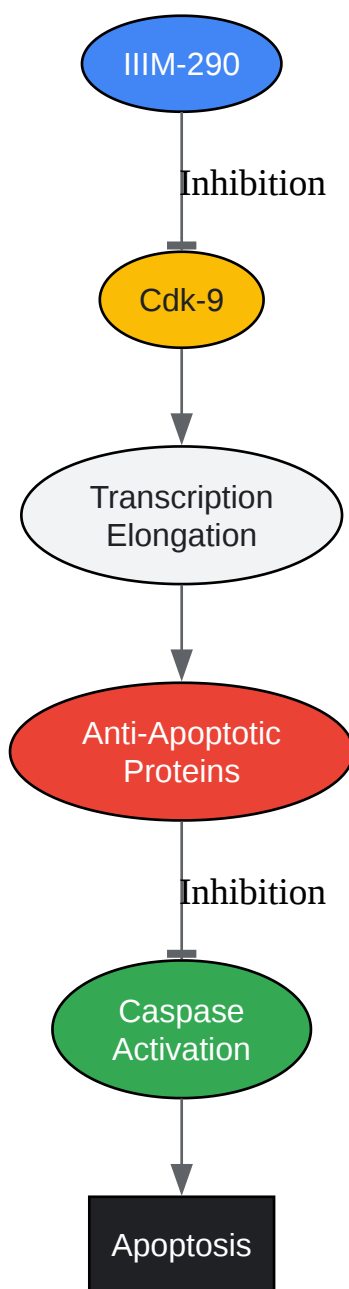 IIIM-290
Inhibition
Cdk-9
Transcription
Elongation
Anti-Apoptotic
Proteins
Inhibition
Caspase
Activation
Apoptosis